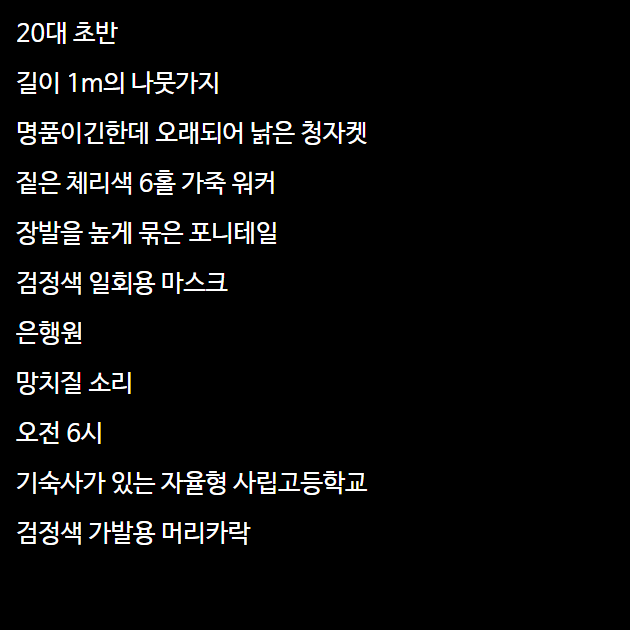 20대 초반
길이 1m의 나뭇가지
명품이긴한데 오래되어 낡은 청자켓
짙은 체리색 6홀 가죽 워커
장발을 높게 묶은 포니테일
검정색 일회용 마스크
은행원
망치질 소리
오전 6시
기숙사가 있는 자율형 사립고등학교
검정색 가발용 머리카락